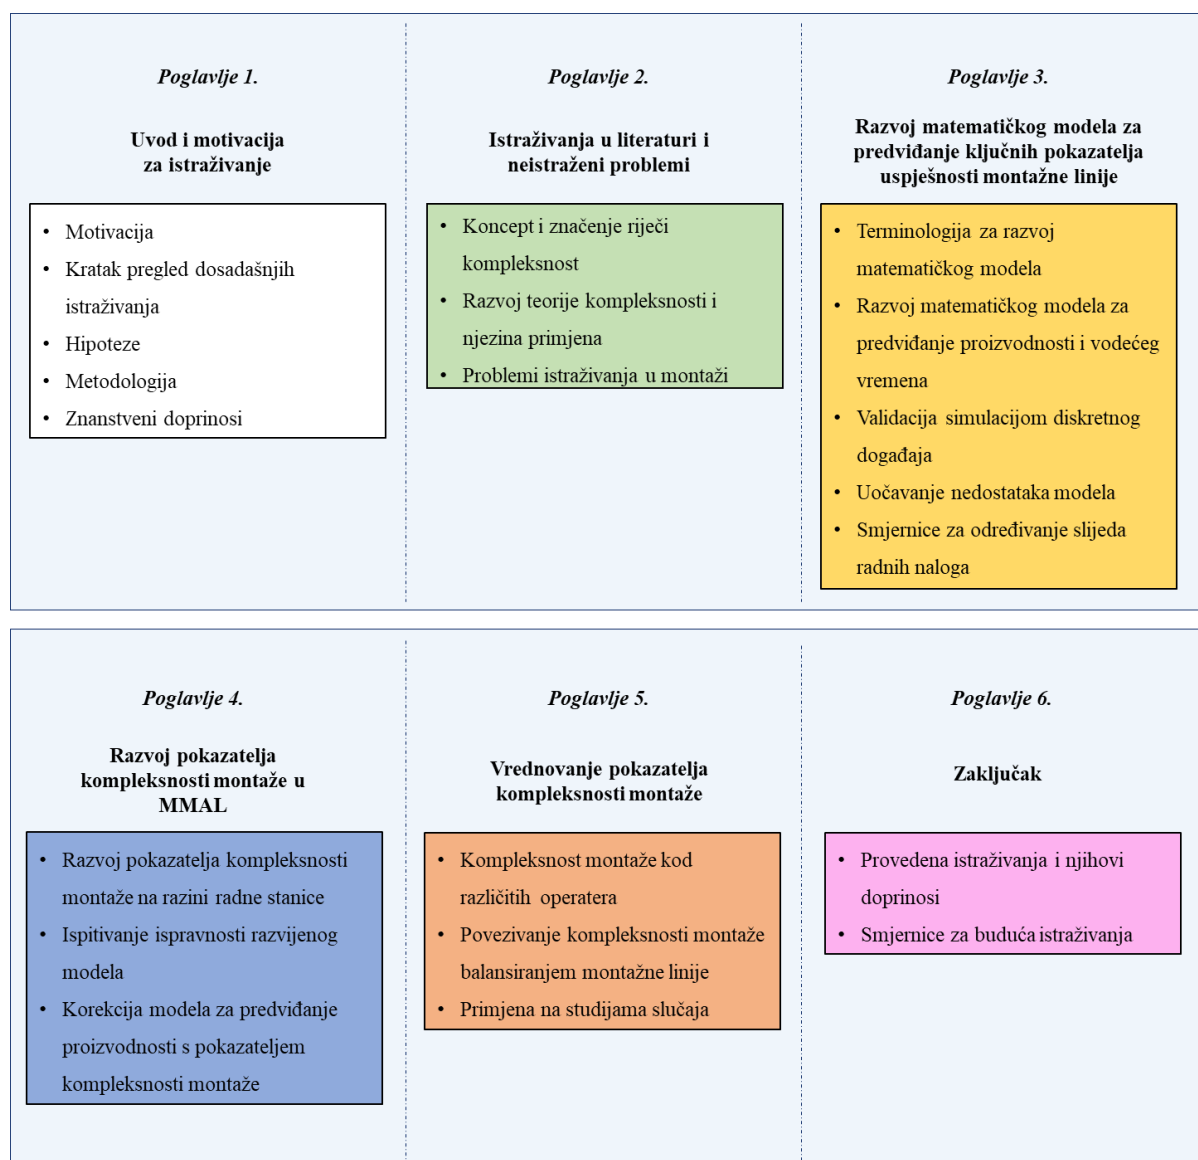 Poglavlje 1.
Uvod i motivacija
za istraživanje
• Motivacija
• Kratak pregled dosadašnjih
istraživanja
• Hipoteze
• Metodologija
• Znanstveni doprinosi
Poglavlje 2.
Istraživanja u literaturi i
neistraženi problemi
• Koncept i značenje riječi
kompleksnost
• Razvoj teorije kompleksnosti i
njezina primjena
• Problemi istraživanja u montaži
Poglavlje 3.
Razvoj matematičkog modela za
predviđanje ključnih pokazatelja
uspješnosti montažne linije
• Terminologija za razvoj
matematičkog modela
• Razvoj matematičkog modela za
predviđanje proizvodnosti i vodećeg
vremena
• Validacija simulacijom diskretnog
događaja
• Uočavanje nedostataka modela
• Smjernice za određivanje slijeda
radnih naloga
Poglavlje 4.
Razvoj pokazatelja
kompleksnosti montaže u
MMAL
• Razvoj pokazatelja kompleksnosti
montaže na razini radne stanice
• Ispitivanje ispravnosti razvijenog
modela
• Korekcija modela za predviđanje
proizvodnosti s pokazateljem
kompleksnosti montaže
Poglavlje 5.
Vrednovanje pokazatelja
kompleksnosti montaže
• Kompleksnost montaže kod
različitih operatera
• Povezivanje kompleksnosti montaže
balansiranjem montažne linije
• Primjena na studijama slučaja
Poglavlje 6.
Zaključak
• Provedena istraživanja i njihovi
doprinosi
• Smjernice za buduća istraživanja